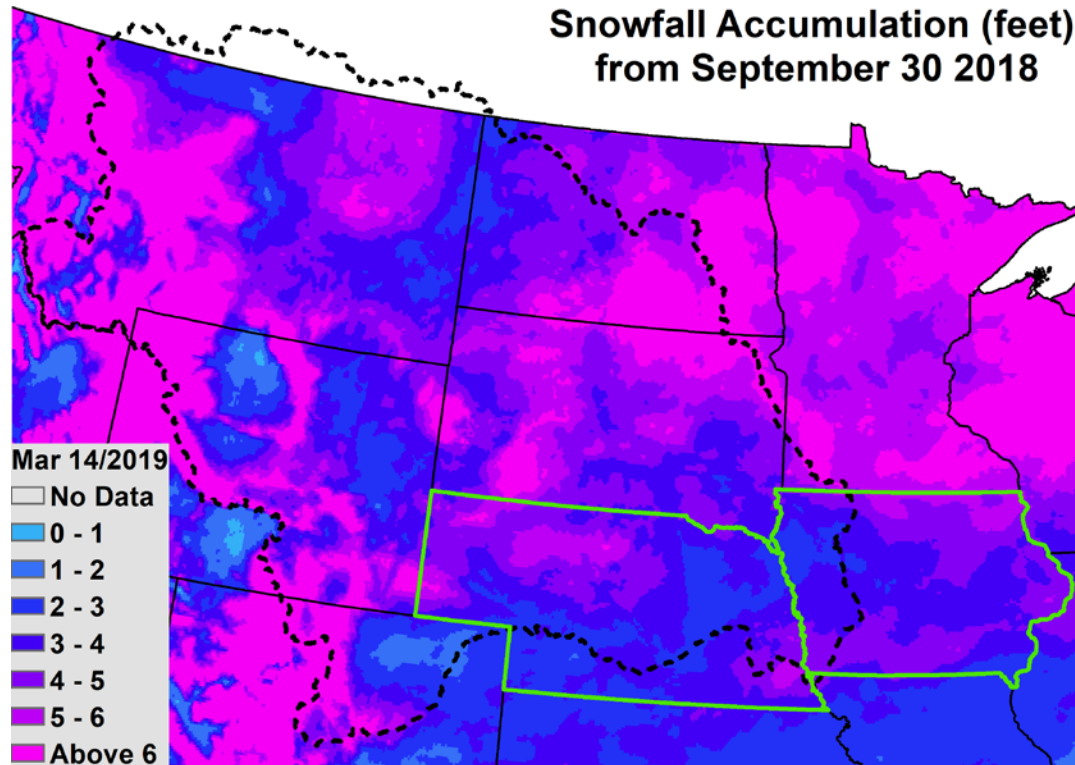 Snowfall Accumulation (feet)
from September 30 2018
Mar 14/2019
No Data
0 - 1
1 - 2
2 - 3
3 - 4
4 - 5
5 - 6
Above 6